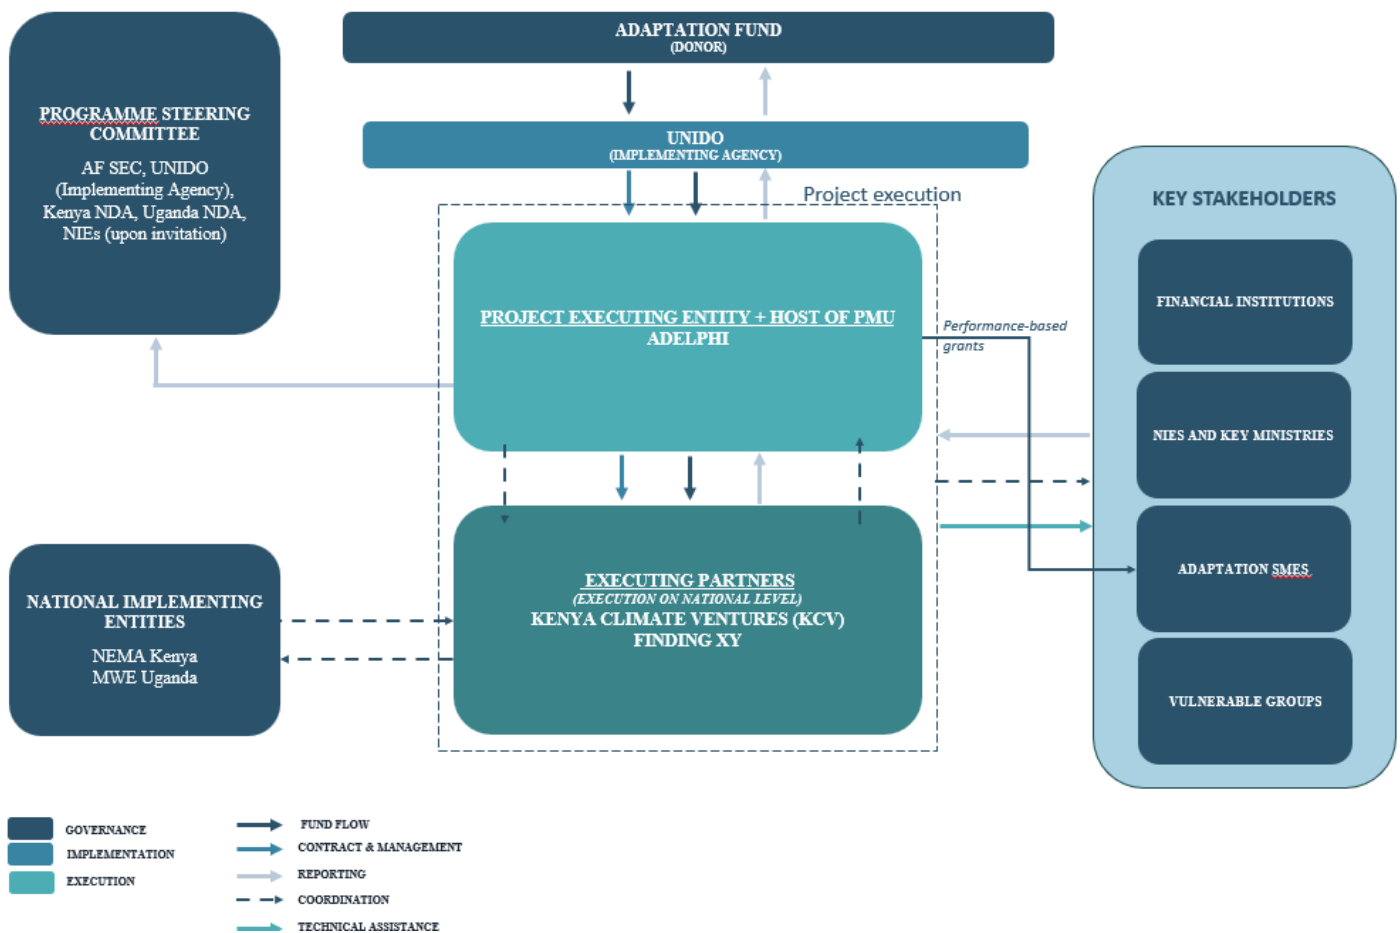 ADAPTATION FUND
(DONOR)
PROGRAMME STEERING
COMMITTEE
AF SEC, UNIDO
(Implementing Agency),
Kenya NDA, Uganda NDA,
NIEs (upon invitation)
UNIDO
(IMPLEMENTING AGENCY)
Project execution
PROJECT EXECUTING ENTITY + HOST OF PMU
ADELPHI
Performance-based
grants
KEY STAKEHOLDERS
FINANCIAL INSTITUTIONS
NIES AND KEY MINISTRIES
ADAPTATION SMES
VULNERABLE GROUPS
NATIONAL IMPLEMENTING
ENTITIES
NEMA Kenya
MWE Uganda
EXECUTING PARTNERS
(EXECUTION ON NATIONAL LEVEL)
KENYA CLIMATE VENTURES (KCV)
FINDING XY
GOVERNANCE
IMPLEMENTATION
EXECUTION
FUND FLOW
CONTRACT & MANAGEMENT
REPORTING
COORDINATION
TECHNICAL ASSISTANCE